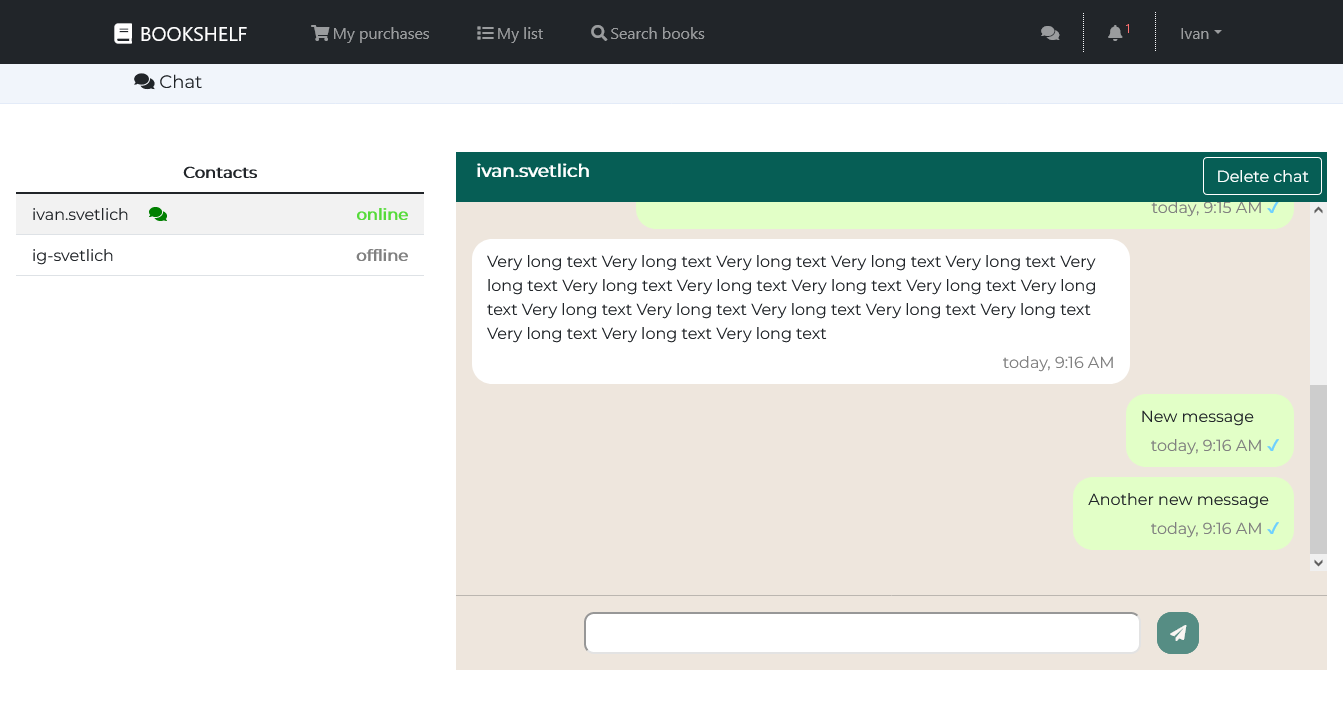 BOOKSHELF My purchases My list Search books 1 Ivan
Chat
Contacts
ivan.svetlich online
ig-svetlich offline
ivan.svetlich Delete chat
today, 9:15 AM
Very long text Very long text Very long text Very long text Very long text Very
long text Very long text Very long text Very long text Very long text Very long
text Very long text Very long text Very long text Very long text Very long text
Very long text Very long text Very long text
today, 9:16 AM
New message
today, 9:16 AM
Another new message
today, 9:16 AM